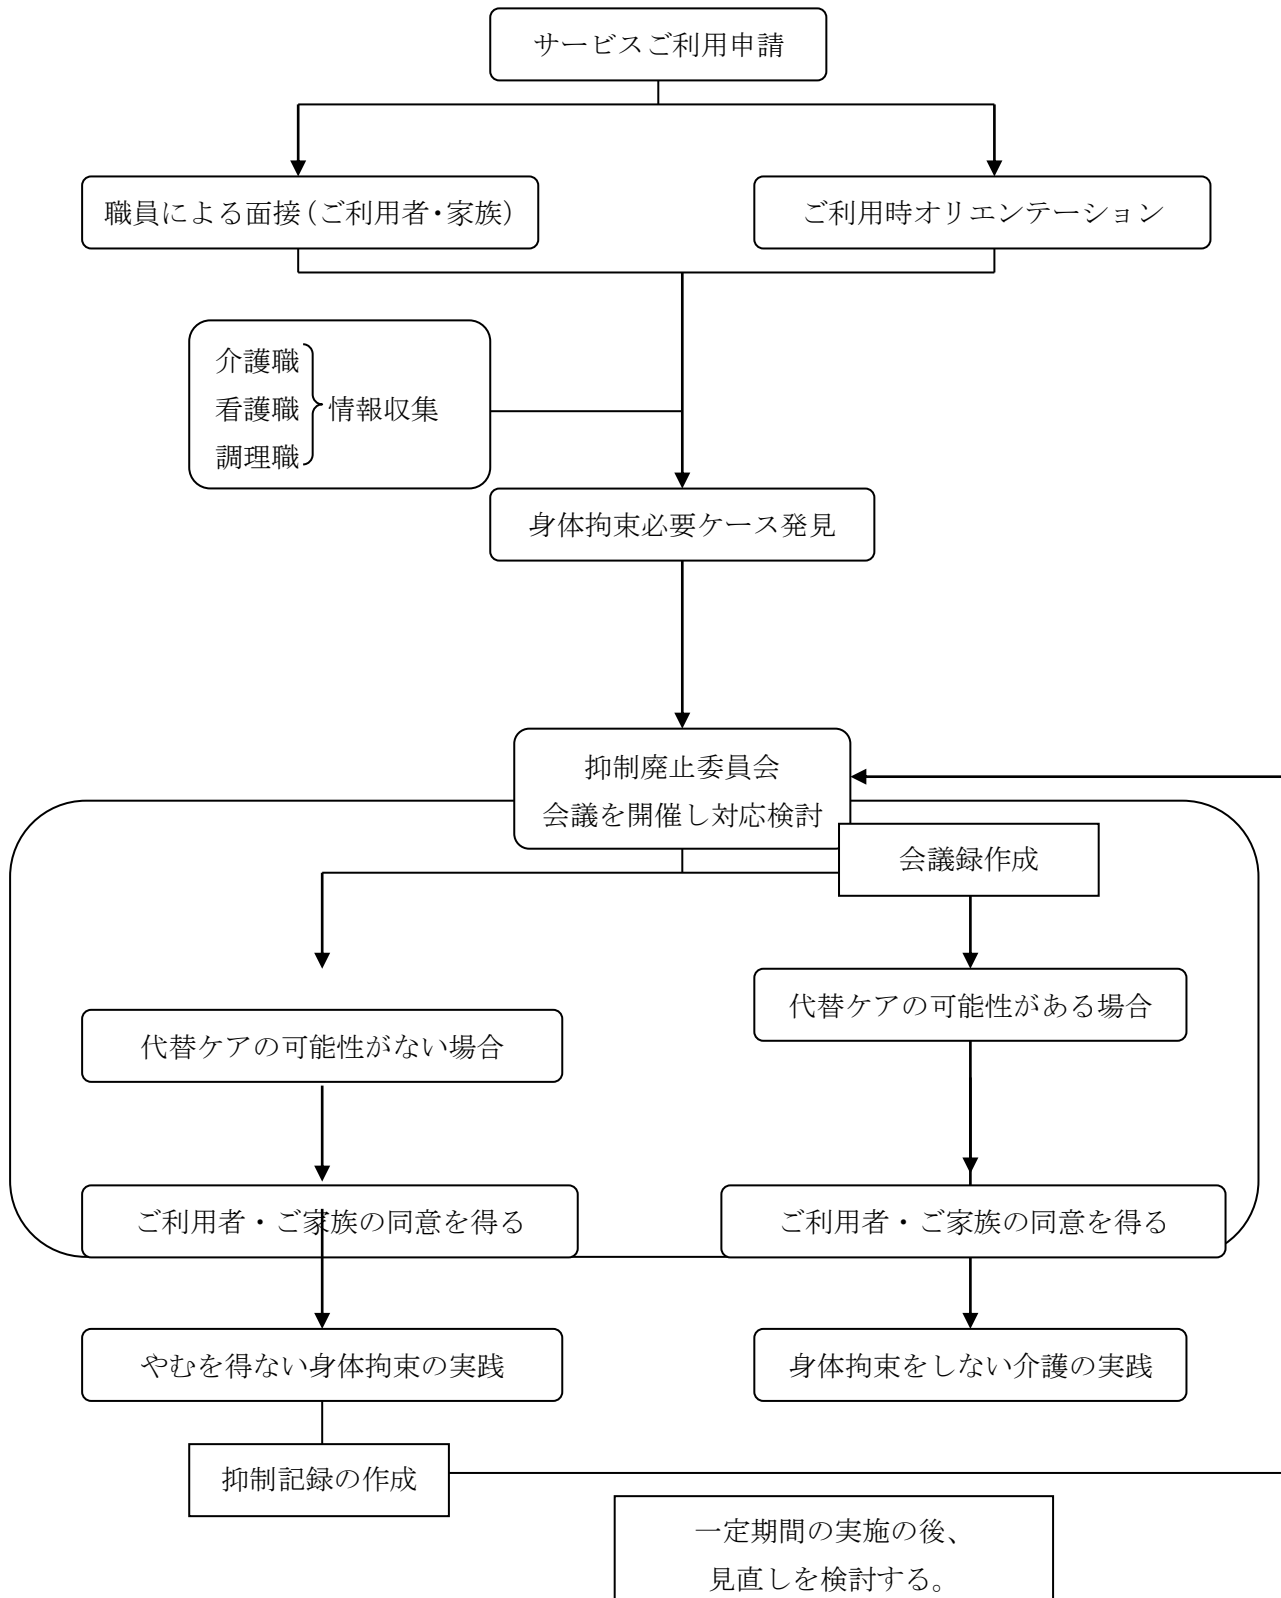 サービスご利用申請
職員による面接（ご利用者・家族）
ご利用時オリエンテーション
介護職
看護職
情報収集
調理職
身体拘束必要ケース発見
抑制廃止委員会
会議を開催し対応検討
会議録作成
代替ケアの可能性がある場合
代替ケアの可能性がない場合
ご利用者・ご家族の同意を得る
ご利用者・ご家族の同意を得る
やむを得ない身体拘束の実践
身体拘束をしない介護の実践
抑制記録の作成
一定期間の実施の後、
見直しを検討する。